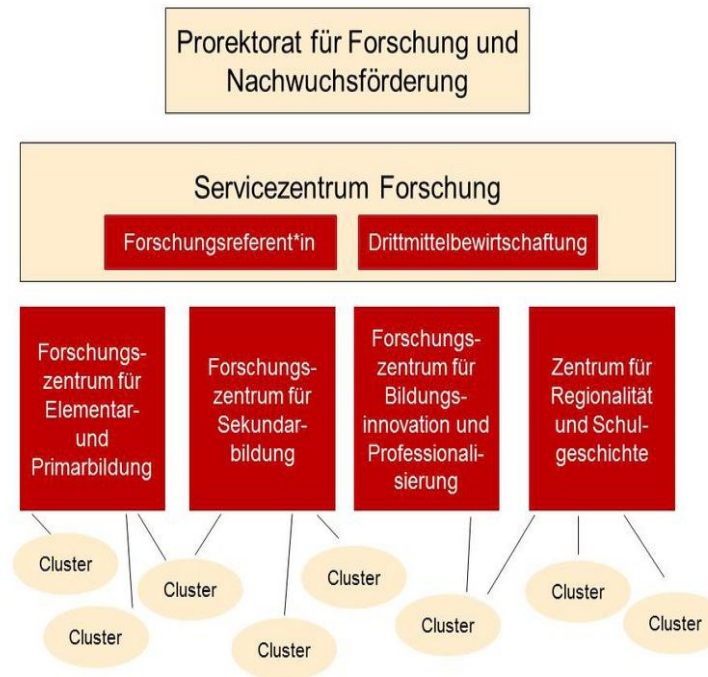 Prorektorat für Forschung und
Nachwuchsförderung
Servicezentrum Forschung
Forschungsreferent*in
Drittmittelbewirtschaftung
Forschungs-
zentrum für
Elementar-
und
Primarbildung
Forschungs-
zentrum für
Sekundar-
bildung
Forschungs-
zentrum für
Bildungs-
innovation und
Professionali-
sierung
Zentrum für
Regionalität
und Schul-
geschichte
Cluster
Cluster
Cluster
Cluster
Cluster
Cluster
Cluster
Cluster